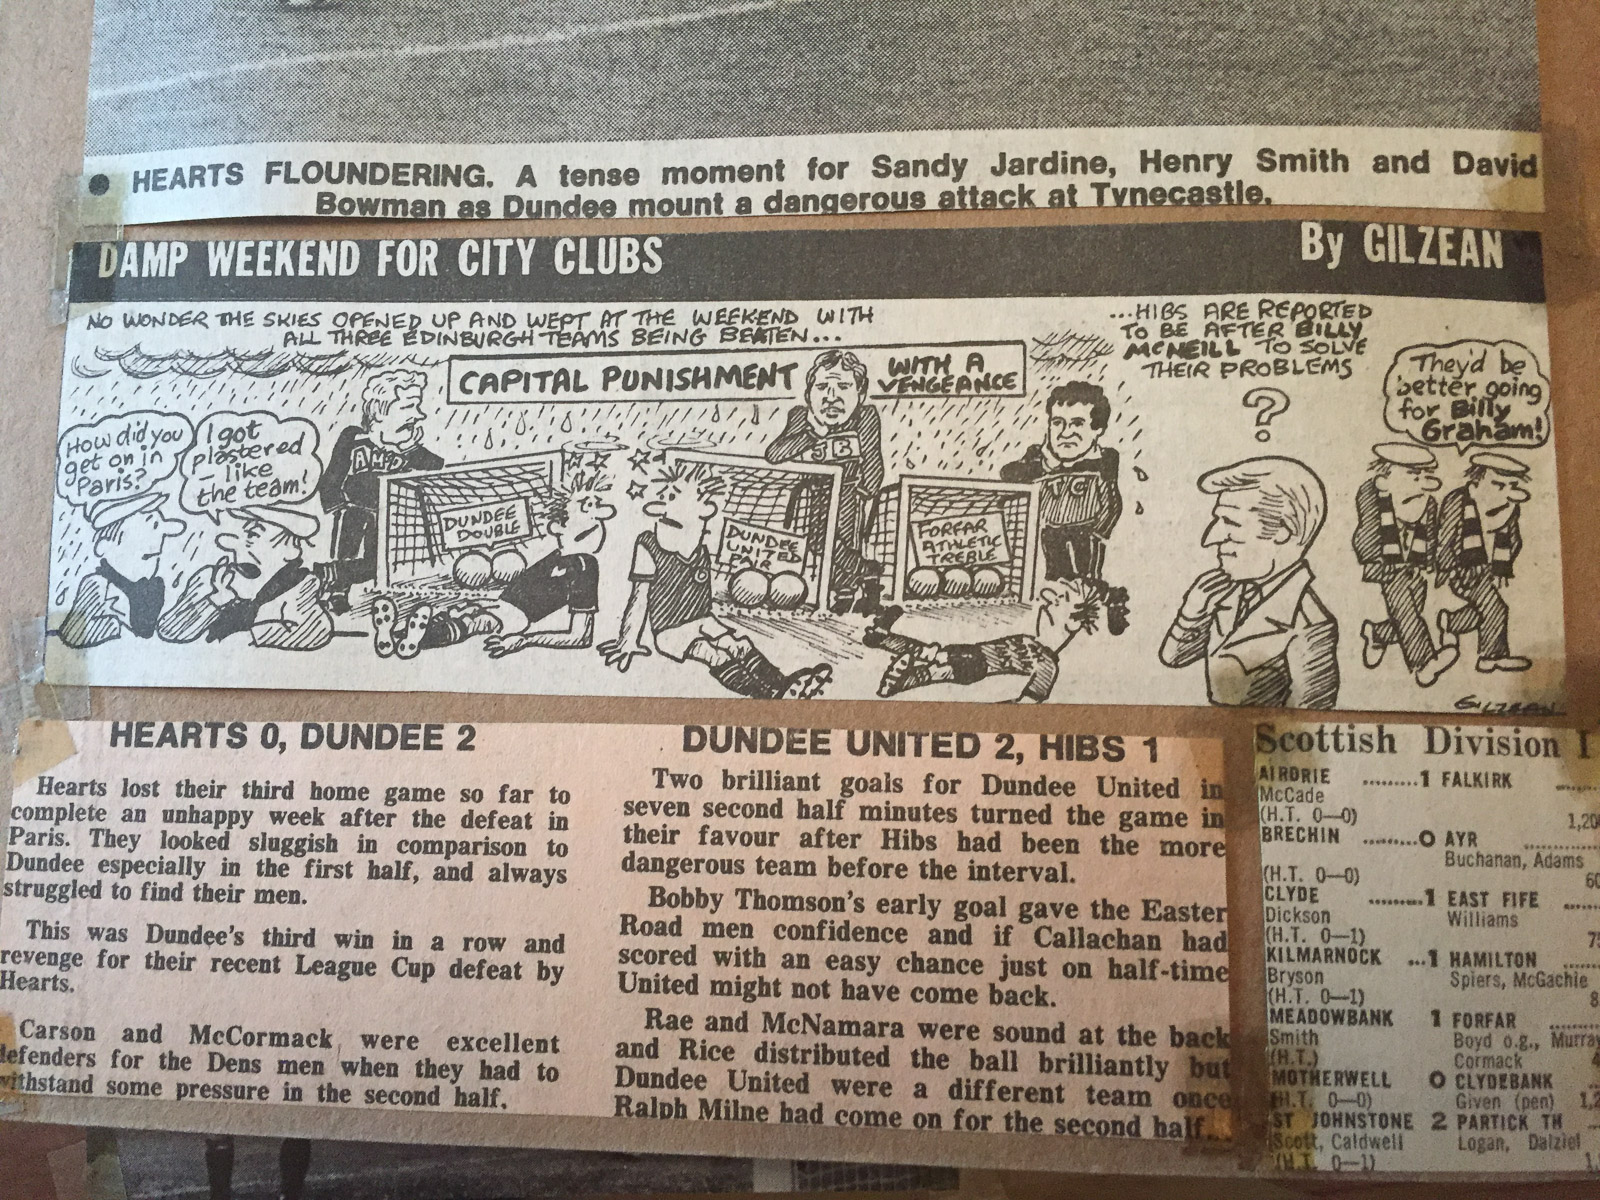 ● HEARTS FLOUNDERING. A tense moment for Sandy Jardine, Henry Smith and David
Bowman as Dundee mount a dangerous attack at Tynecastle.
DAMP WEEKEND FOR CITY CLUBS
By GILZEAN
NO WONDER THE SKIES OPENED UP AND WEPT AT THE WEEKEND WITH
ALL THREE EDINBURGH TEAMS BEING BEATEN...
CAPITAL PUNISHMENT
WITH A
VENGEANCE
How did you
get on in
Paris?
I got
plastered
like
the team!
AMD
JB
TC
DUNDEE
DOUBLE
DUNDEE
UNITED
PAIR
FORFAR
ATHLETIC
TREBLE
...HIBS ARE REPORTED
TO BE AFTER BILLY
McNEILL TO SOLVE
THEIR PROBLEMS
?
They'd be
better going
for Billy
Graham!
GILZEAN
HEARTS 0, DUNDEE 2
Hearts lost their third home game so far to
complete an unhappy week after the defeat in
Paris. They looked sluggish in comparison to
Dundee especially in the first half, and always
struggled to find their men.
This was Dundee's third win in a row and
revenge for their recent League Cup defeat by
Hearts.
Carson and McCormack were excellent
defenders for the Dens men when they had to
withstand some pressure in the second half.
DUNDEE UNITED 2, HIBS 1
Two brilliant goals for Dundee United in
seven second half minutes turned the game in
their favour after Hibs had been the more
dangerous team before the interval.
Bobby Thomson's early goal gave the Easter
Road men confidence and if Callachan had
scored with an easy chance just on half-time
United might not have come back.
Rae and McNamara were sound at the back
and Rice distributed the ball brilliantly but
Dundee United were a different team once
Ralph Milne had come on for the second half...
Scottish Division I
AIRDRIE .........1 FALKIRK ......
McCade
(H.T. 0—0) 1,20
BRECHIN .........0 AYR ............
Buchanan, Adams
(H.T. 0—0) 60
CLYDE .........1 EAST FIFE ......
Dickson Williams
(H.T. 0—1) 75
KILMARNOCK ...1 HAMILTON ......
Bryson Spiers, McGachie
(H.T. 0—1) 8
MEADOWBANK 1 FORFAR ......
Smith Boyd o.g., Murray
(H.T.) Cormack 4
MOTHERWELL 0 CLYDEBANK
(H.T. 0—0) Given (pen) 1,2
ST JOHNSTONE 2 PARTICK TH ...
Scott, Caldwell Logan, Dalziel
(H.T. 0—1) 1,